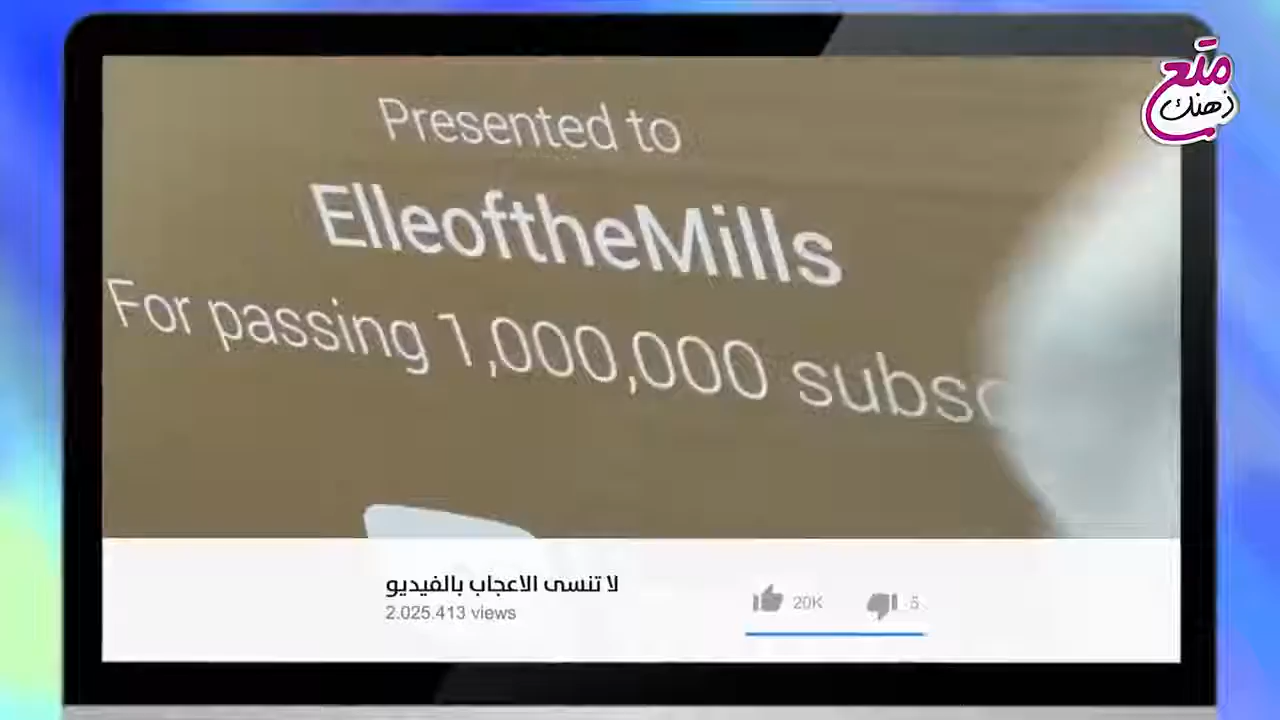 متع
ذهنك
Presented to
ElleoftheMills
For passing 1,000,000 subsc
لا تنسى الاعجاب بالفيديو
2.025.413 views
20K
5